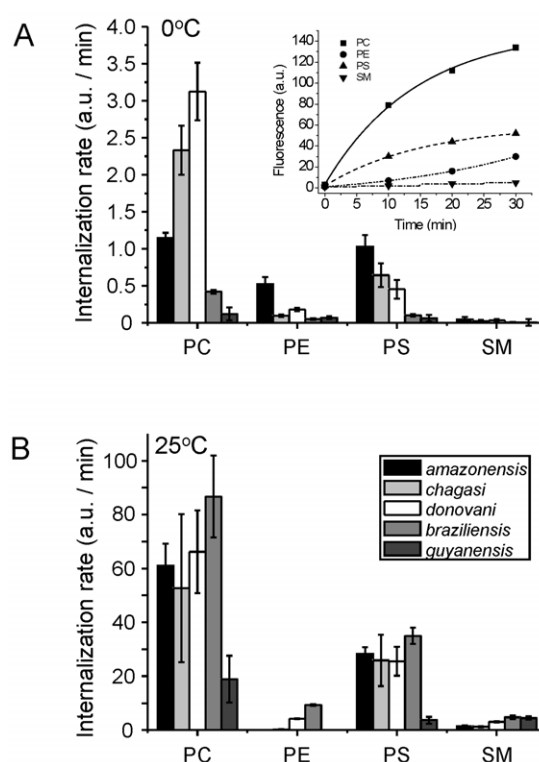 A
0°C
Internalization rate (a.u. / min)
4.0
3.5
3.0
2.5
2.0
1.5
1.0
0.5
0
PC
PE
PS
SM
Fluorescence (a.u.)
140
120
100
80
60
40
20
0
PC
PE
PS
SM
0 5 10 15 20 25 30
Time (min)
B
25°C
Internalization rate (a.u. / min)
100
80
60
40
20
0
PC
PE
PS
SM
amazonensis
chagasi
donovani
braziliensis
guyanensis